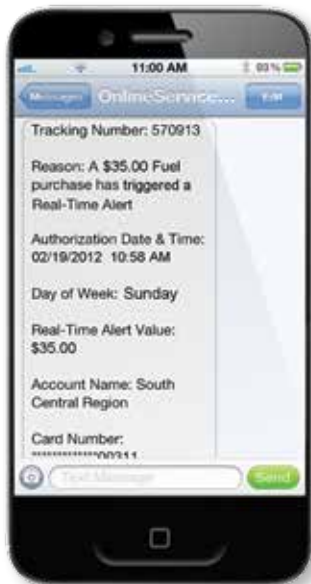 11:00 AM 93%
Messages OnlineService... Edit
Tracking Number: 570913
Reason: A $35.00 Fuel
purchase has triggered a
Real-Time Alert
Authorization Date & Time:
02/19/2012 10:58 AM
Day of Week: Sunday
Real-Time Alert Value:
$35.00
Account Name: South
Central Region
Card Number:
**************00311
Text Message Send